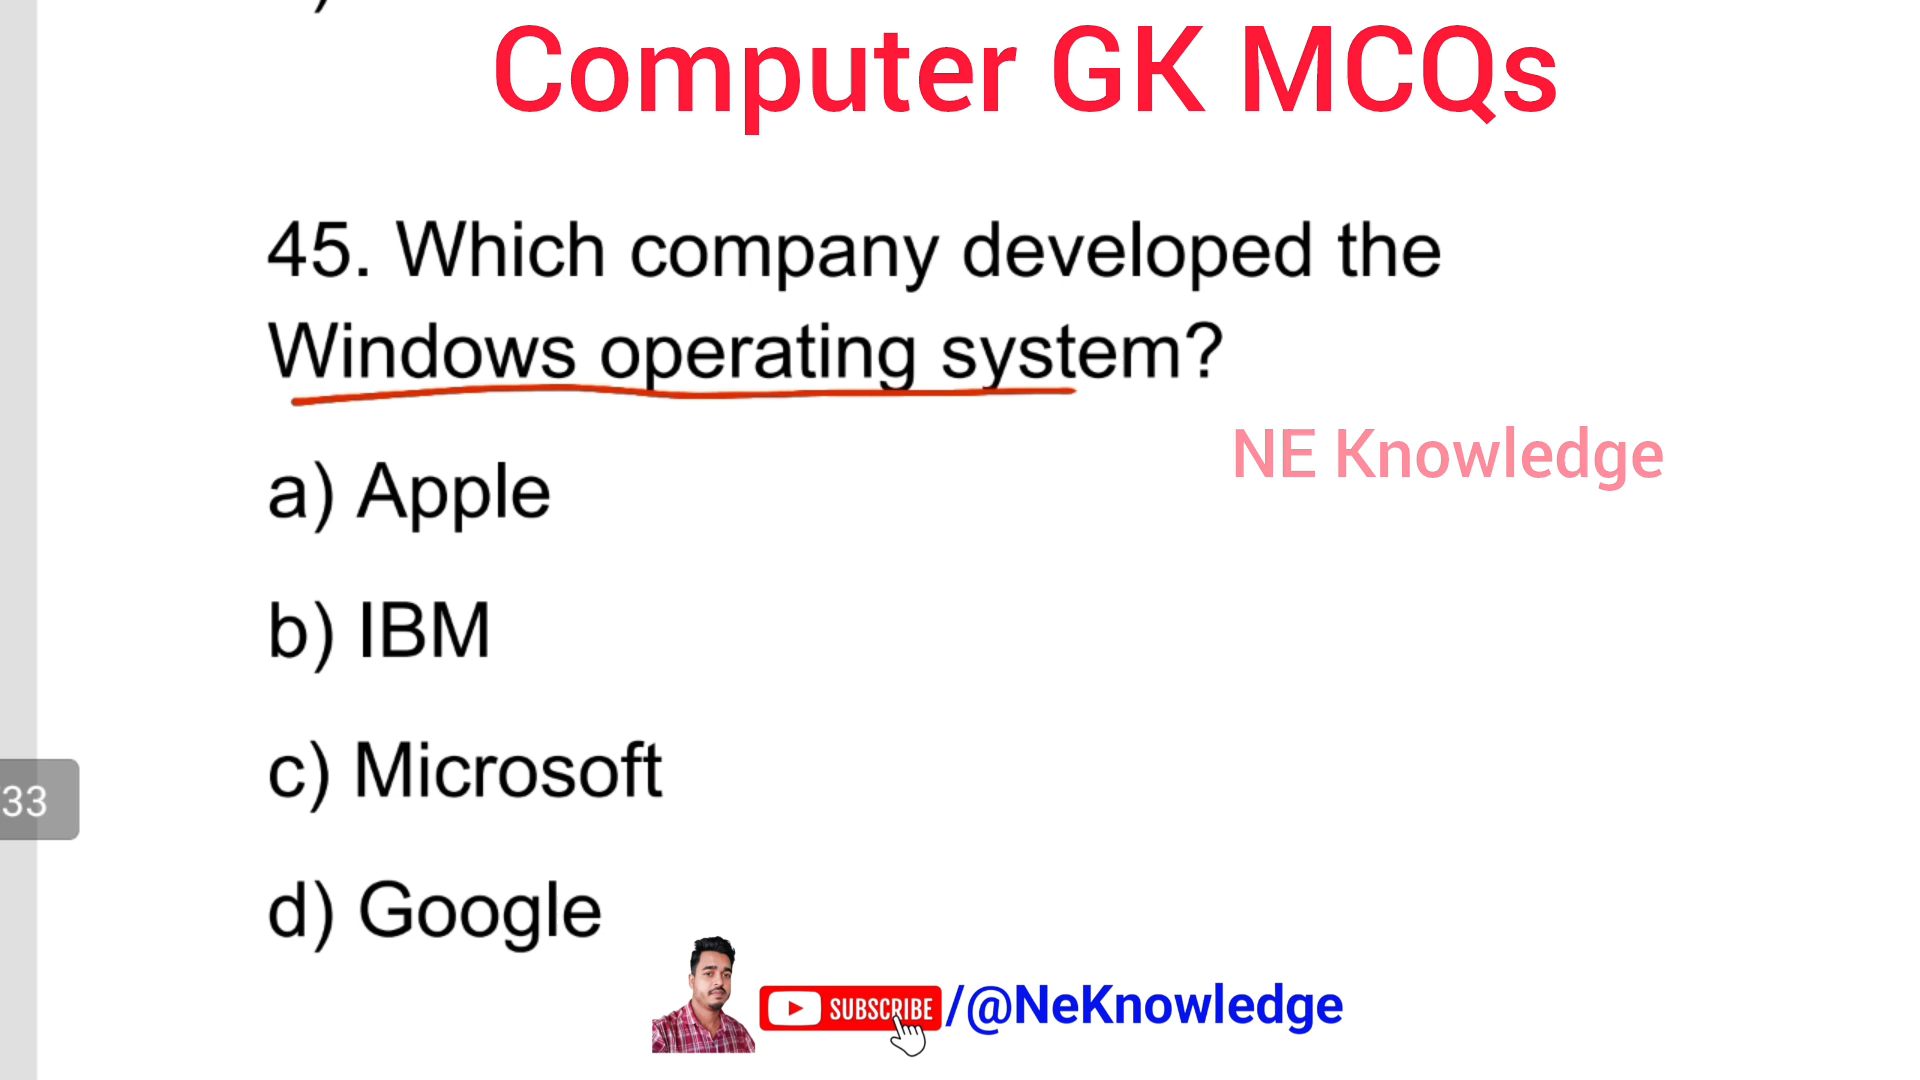 Computer GK MCQs
45. Which company developed the
Windows operating system?
NE Knowledge
a) Apple
b) IBM
c) Microsoft
33
d) Google
SUBSCRIBE /@NeKnowledge